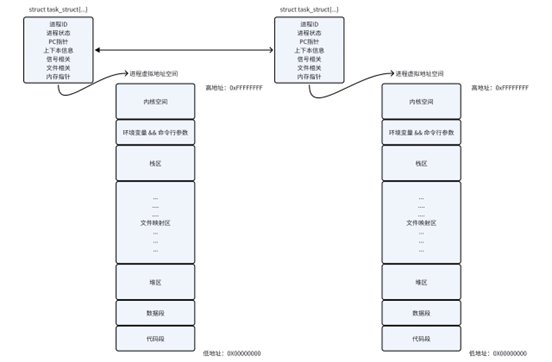 struct task_struct{...}
进程ID
进程状态
PC指针
上下本信息
信号相关
文件相关
内存指针
进程虚拟地址空间
高地址：0xFFFFFFFF
内核空间
环境变量 && 命令行参数
栈区
...
....
....
文件映射区
...
...
...
堆区
数据段
代码段
低地址：0X00000000
struct task_struct{...}
进程ID
进程状态
PC指针
上下本信息
信号相关
文件相关
内存指针
进程虚拟地址空间
高地址：0xFFFFFFFF
内核空间
环境变量 && 命令行参数
栈区
...
....
....
文件映射区
...
...
...
堆区
数据段
代码段
低地址：0X00000000